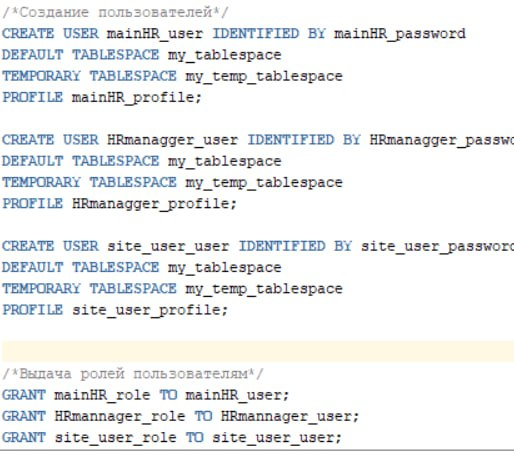 /*Создание пользователей*/
CREATE USER mainHR_user IDENTIFIED BY mainHR_password
DEFAULT TABLESPACE my_tablespace
TEMPORARY TABLESPACE my_temp_tablespace
PROFILE mainHR_profile;
CREATE USER HRmanagger_user IDENTIFIED BY HRmanagger_passwo
DEFAULT TABLESPACE my_tablespace
TEMPORARY TABLESPACE my_temp_tablespace
PROFILE HRmanagger_profile;
CREATE USER site_user_user IDENTIFIED BY site_user_password
DEFAULT TABLESPACE my_tablespace
TEMPORARY TABLESPACE my_temp_tablespace
PROFILE site_user_profile;
/*Выдача ролей пользователям*/
GRANT mainHR_role TO mainHR_user;
GRANT HRmannager_role TO HRmannager_user;
GRANT site_user_role TO site_user_user;